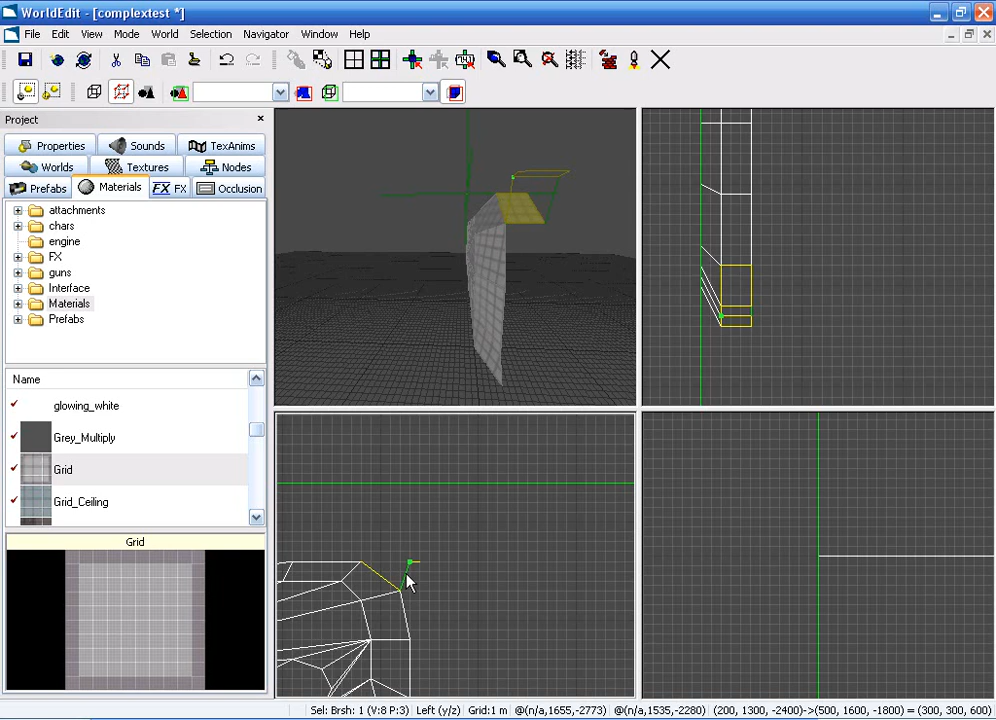 WorldEdit - [complextest *]
File Edit View Mode World Selection Navigator Window Help
Project
Properties Sounds TexAnims
Worlds Textures Nodes
Prefabs Materials FX FX Occlusion
attachments
chars
engine
FX
guns
Interface
Materials
Prefabs
Name
glowing_white
Grey_Multiply
Grid
Grid_Ceiling
Grid
Sel: Brsh: 1 (V:8 P:3) Left (y/z) Grid:1 m @(n/a,1655,-2773) @(n/a,1535,-2280) (200, 1300, -2400)->(500, 1600, -1800) = (300, 300, 600)